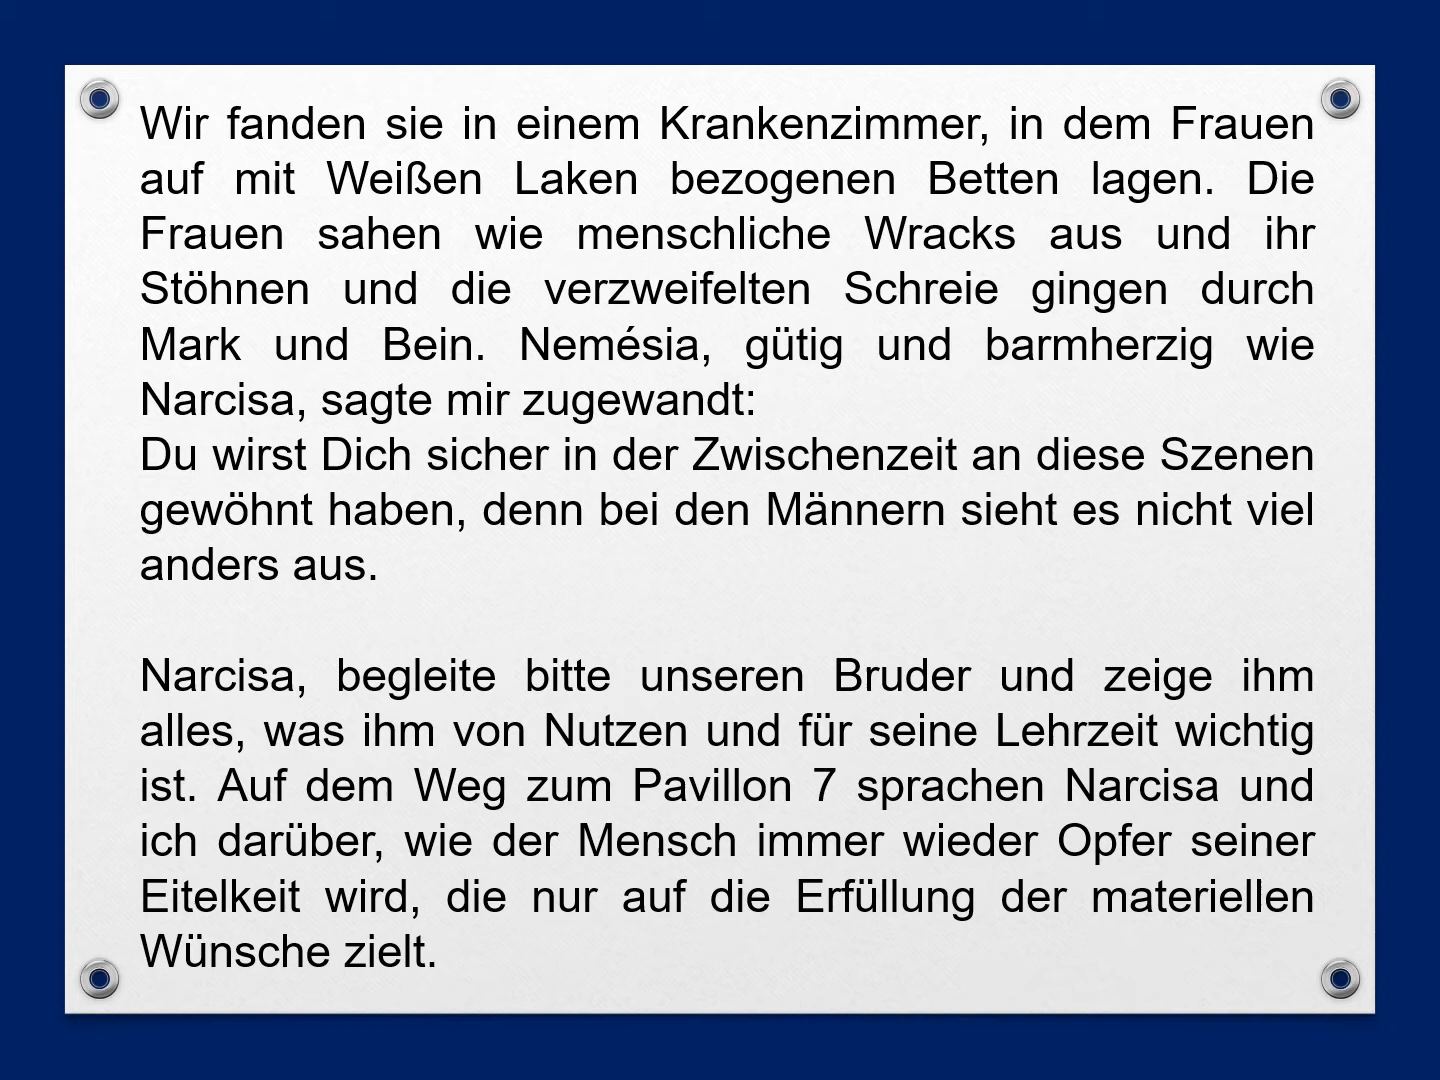 Wir fanden sie in einem Krankenzimmer, in dem Frauen
auf mit Weißen Laken bezogenen Betten lagen. Die
Frauen sahen wie menschliche Wracks aus und ihr
Stöhnen und die verzweifelten Schreie gingen durch
Mark und Bein. Nemésia, gütig und barmherzig wie
Narcisa, sagte mir zugewandt:
Du wirst Dich sicher in der Zwischenzeit an diese Szenen
gewöhnt haben, denn bei den Männern sieht es nicht viel
anders aus.
Narcisa, begleite bitte unseren Bruder und zeige ihm
alles, was ihm von Nutzen und für seine Lehrzeit wichtig
ist. Auf dem Weg zum Pavillon 7 sprachen Narcisa und
ich darüber, wie der Mensch immer wieder Opfer seiner
Eitelkeit wird, die nur auf die Erfüllung der materiellen
Wünsche zielt.